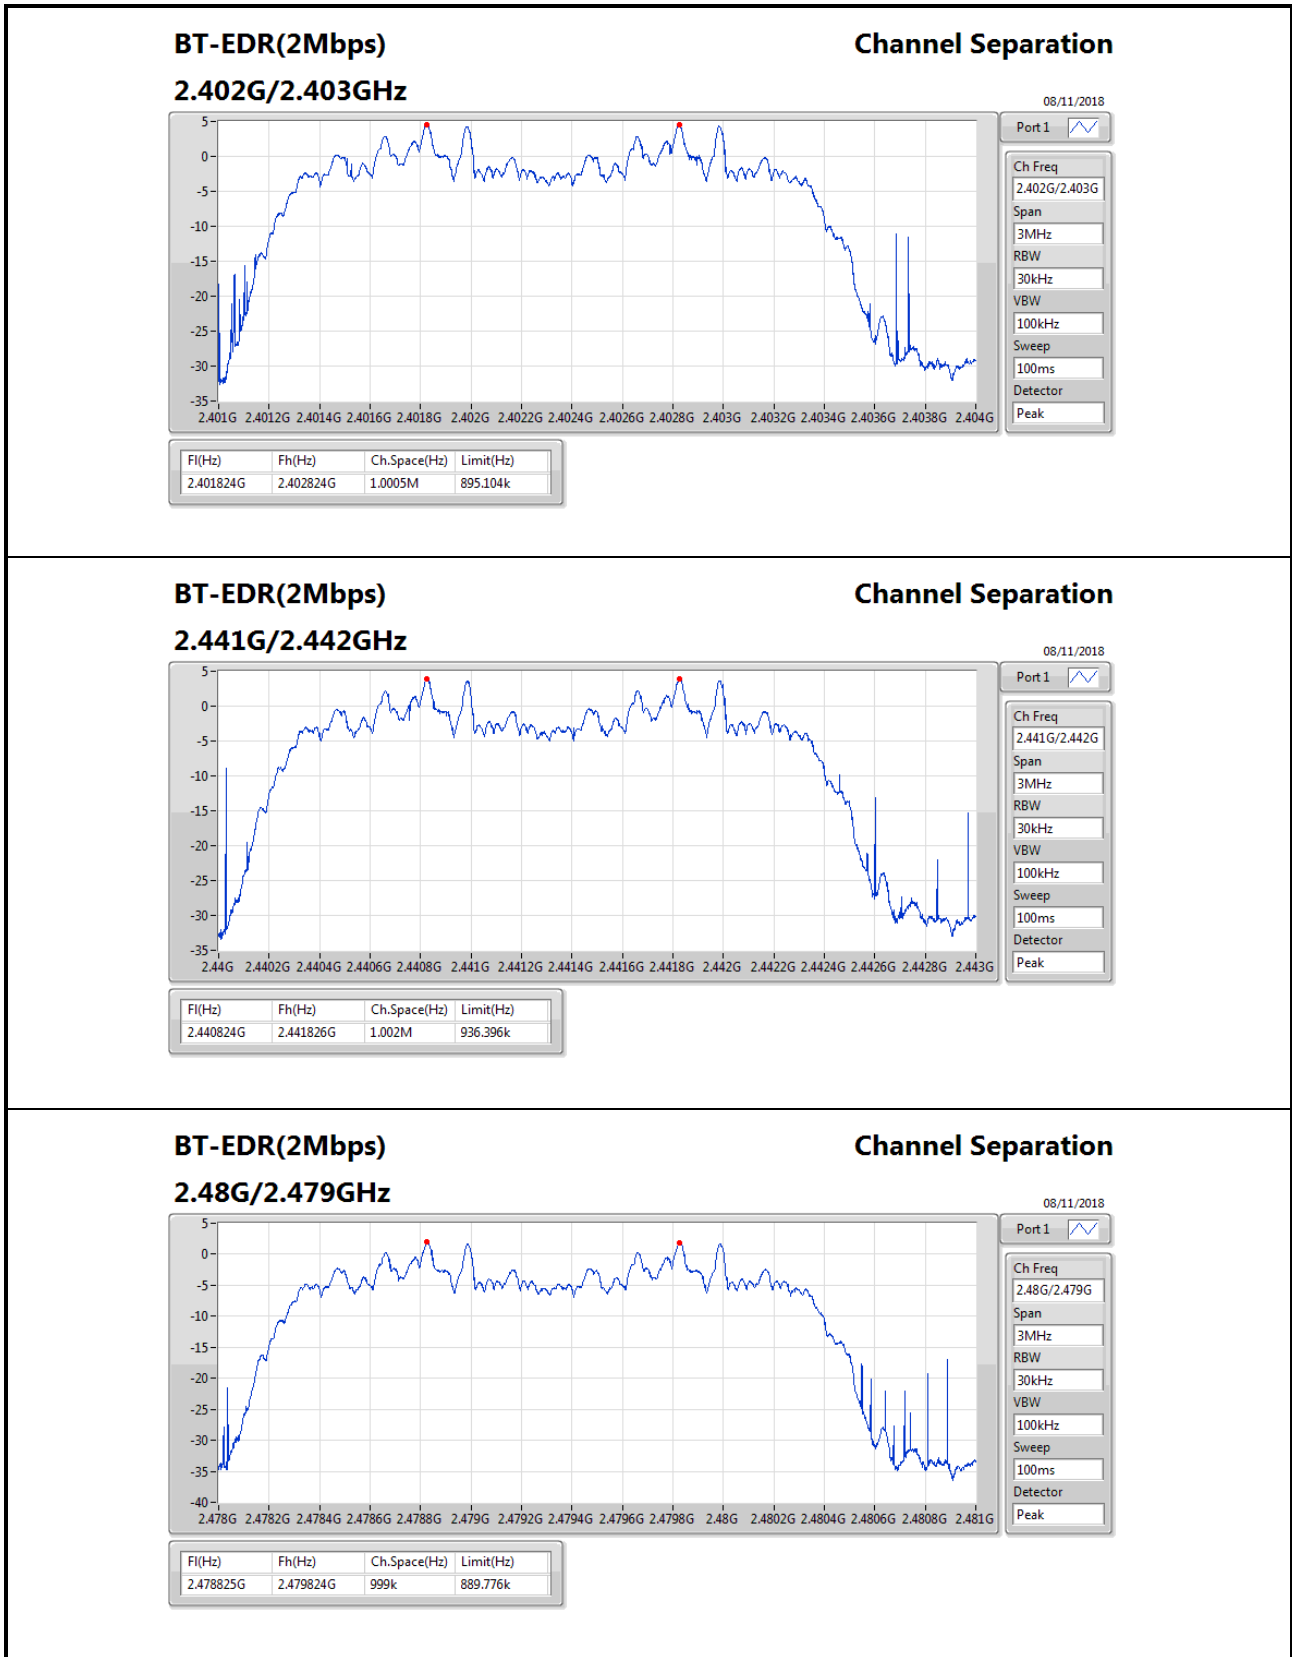 BT-EDR(2Mbps) Channel Separation
2.402G/2.403GHz
08/11/2018
Port 1
5
0
-5
-10
-15
-20
-25
-30
-35
2.401G 2.4012G 2.4014G 2.4016G 2.4018G 2.402G 2.4022G 2.4024G 2.4026G 2.4028G 2.403G 2.4032G 2.4034G 2.4036G 2.4038G 2.404G
Ch Freq
2.402G/2.403G
Span
3MHz
RBW
30kHz
VBW
100kHz
Sweep
100ms
Detector
Peak
Fl(Hz) Fh(Hz) Ch.Space(Hz) Limit(Hz)
2.401824G 2.402824G 1.0005M 895.104k
BT-EDR(2Mbps) Channel Separation
2.441G/2.442GHz
08/11/2018
Port 1
5
0
-5
-10
-15
-20
-25
-30
-35
2.44G 2.4402G 2.4404G 2.4406G 2.4408G 2.441G 2.4412G 2.4414G 2.4416G 2.4418G 2.442G 2.4422G 2.4424G 2.4426G 2.4428G 2.443G
Ch Freq
2.441G/2.442G
Span
3MHz
RBW
30kHz
VBW
100kHz
Sweep
100ms
Detector
Peak
Fl(Hz) Fh(Hz) Ch.Space(Hz) Limit(Hz)
2.440824G 2.441826G 1.002M 936.396k
BT-EDR(2Mbps) Channel Separation
2.48G/2.479GHz
08/11/2018
Port 1
5
0
-5
-10
-15
-20
-25
-30
-35
-40
2.478G 2.4782G 2.4784G 2.4786G 2.4788G 2.479G 2.4792G 2.4794G 2.4796G 2.4798G 2.48G 2.4802G 2.4804G 2.4806G 2.4808G 2.481G
Ch Freq
2.48G/2.479G
Span
3MHz
RBW
30kHz
VBW
100kHz
Sweep
100ms
Detector
Peak
Fl(Hz) Fh(Hz) Ch.Space(Hz) Limit(Hz)
2.478825G 2.479824G 999k 889.776k